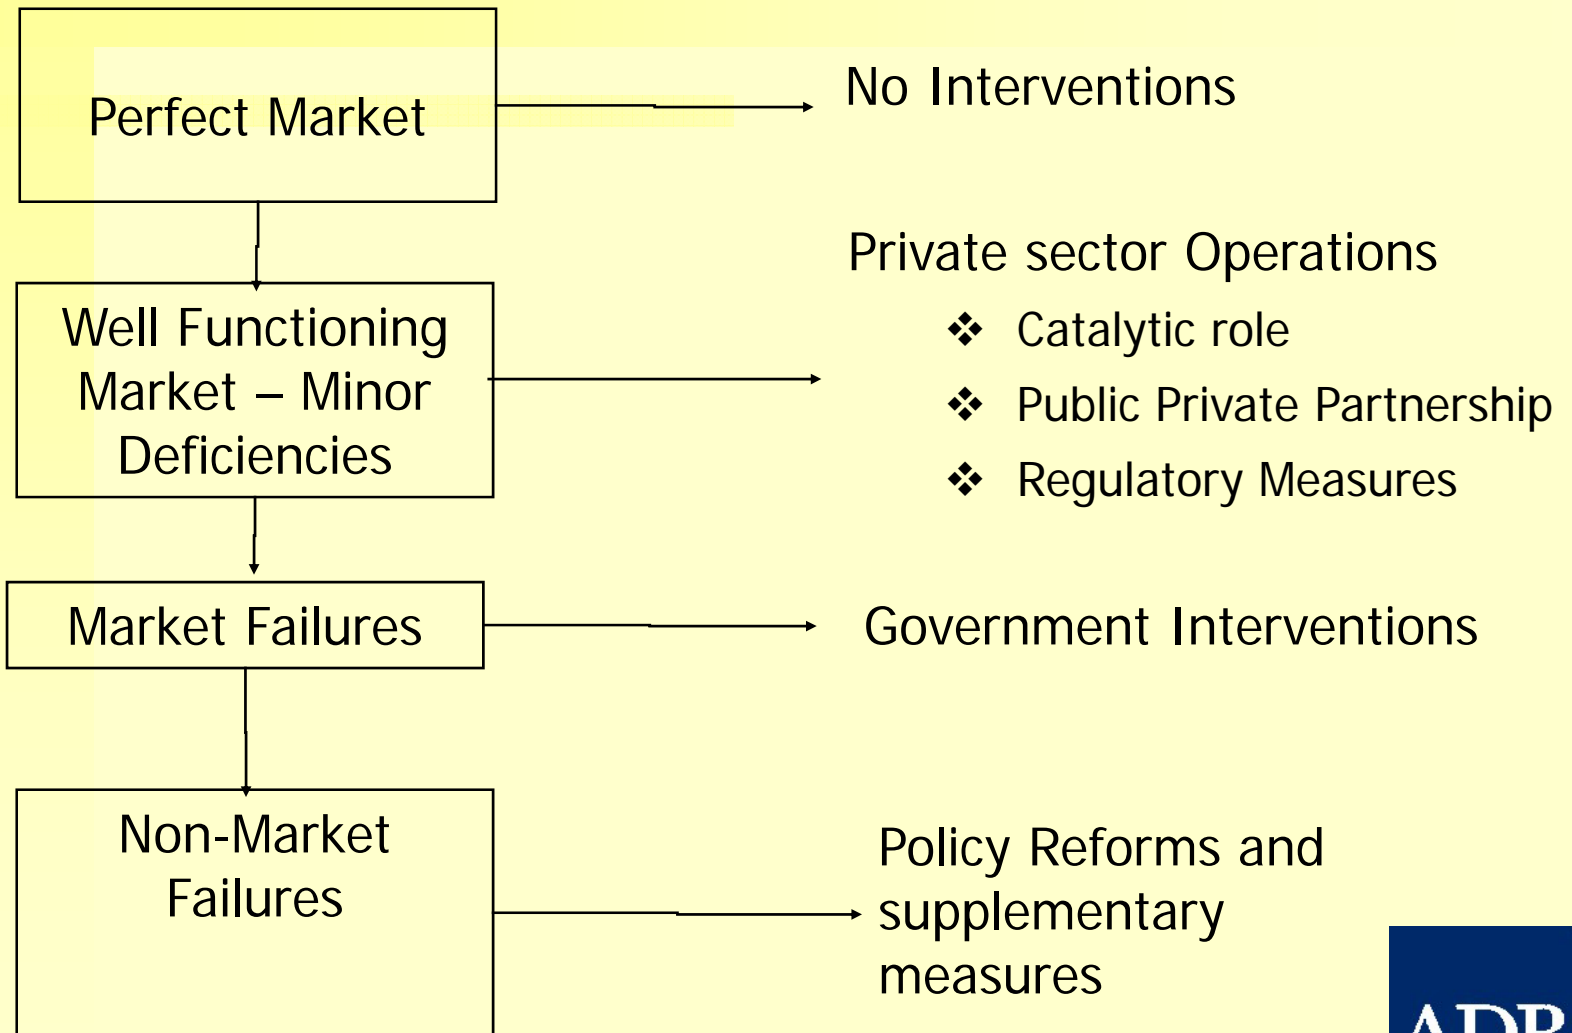 Perfect Market
No Interventions
Well Functioning
Market – Minor
Deficiencies
Private sector Operations
❖ Catalytic role
❖ Public Private Partnership
❖ Regulatory Measures
Market Failures
Government Interventions
Non-Market
Failures
Policy Reforms and
supplementary
measures
ADB